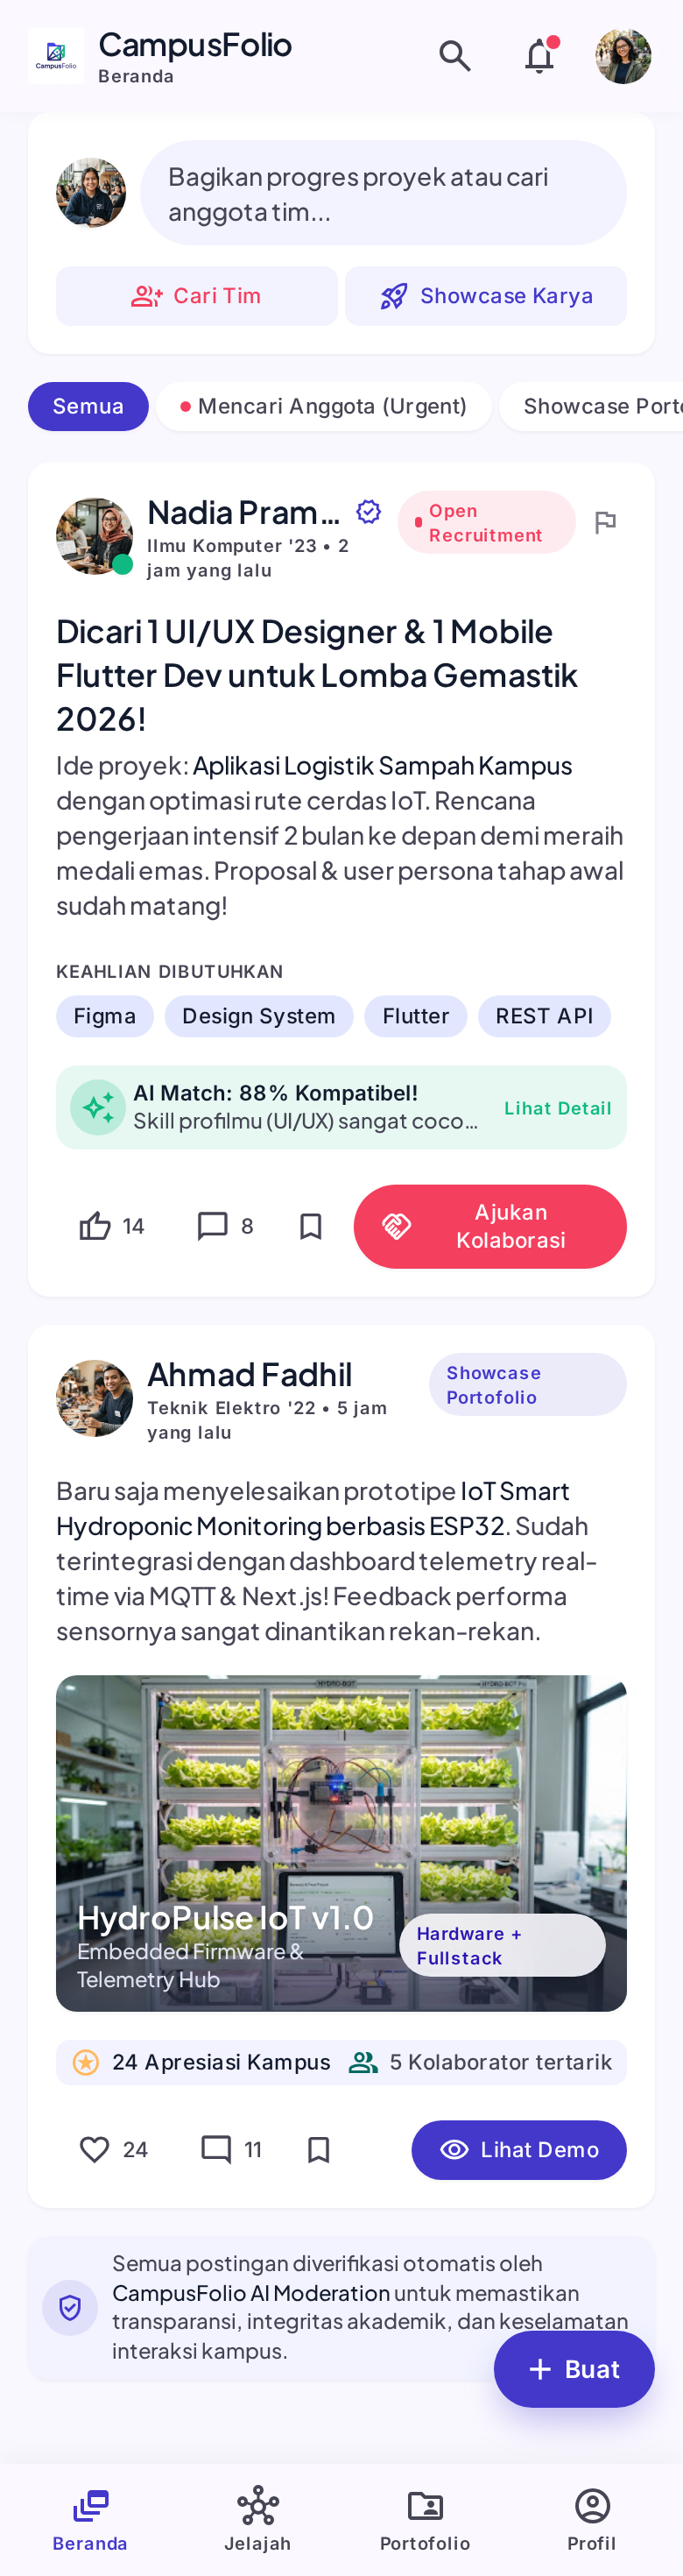 CampusFolio
CampusFolio
Beranda
Bagikan progres proyek atau cari
anggota tim...
Cari Tim
Showcase Karya
Semua
Mencari Anggota (Urgent)
Showcase Porto
Nadia Pram...
Ilmu Komputer '23 • 2
jam yang lalu
Open
Recruitment
Dicari 1 UI/UX Designer & 1 Mobile
Flutter Dev untuk Lomba Gemastik
2026!
Ide proyek: Aplikasi Logistik Sampah Kampus
dengan optimasi rute cerdas IoT. Rencana
pengerjaan intensif 2 bulan ke depan demi meraih
medali emas. Proposal & user persona tahap awal
sudah matang!
KEAHLIAN DIBUTUHKAN
Figma
Design System
Flutter
REST API
AI Match: 88% Kompatibel!
Skill profilmu (UI/UX) sangat coco...
Lihat Detail
14
8
Ajukan
Kolaborasi
Ahmad Fadhil
Teknik Elektro '22 • 5 jam
yang lalu
Showcase
Portofolio
Baru saja menyelesaikan prototipe IoT Smart
Hydroponic Monitoring berbasis ESP32. Sudah
terintegrasi dengan dashboard telemetry real-
time via MQTT & Next.js! Feedback performa
sensornya sangat dinantikan rekan-rekan.
HYDRO-BOT
HydroPulse IoT v1.0
Embedded Firmware &
Telemetry Hub
Hardware +
Fullstack
24 Apresiasi Kampus
5 Kolaborator tertarik
24
11
Lihat Demo
Semua postingan diverifikasi otomatis oleh
CampusFolio AI Moderation untuk memastikan
transparansi, integritas akademik, dan keselamatan
interaksi kampus.
Buat
Beranda
Jelajah
Portofolio
Profil